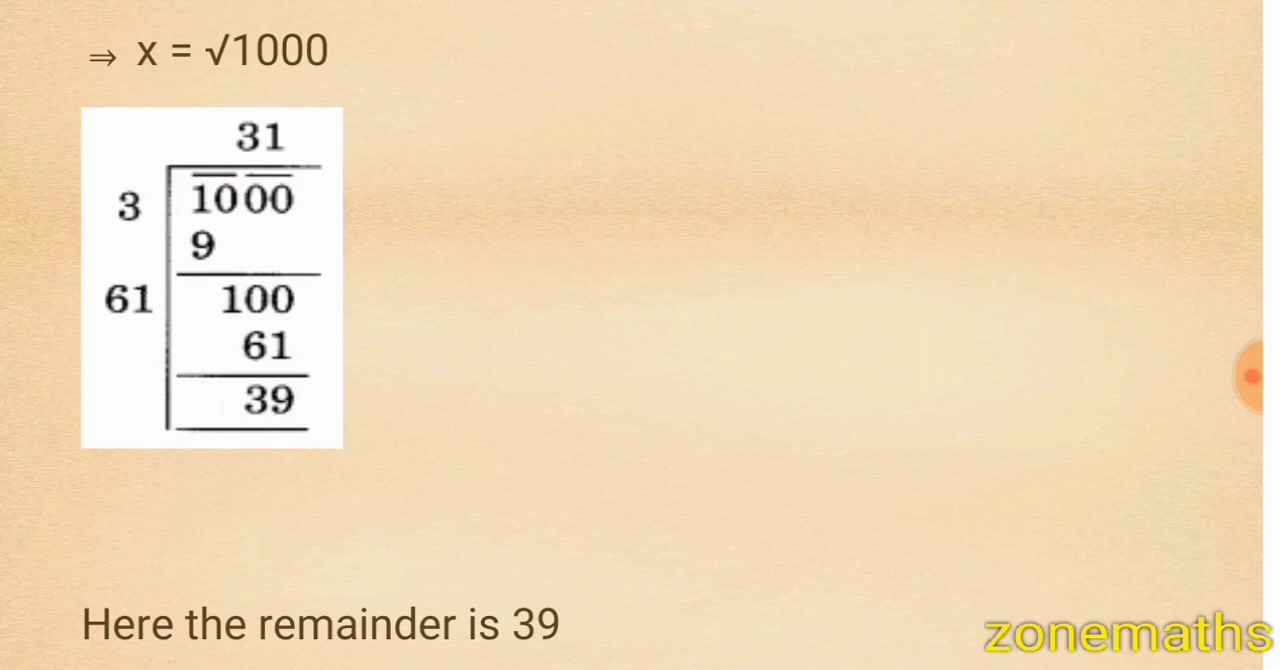 ⇒ x = √1000
31
3 1000
9
61 100
61
39
Here the remainder is 39
zonemaths